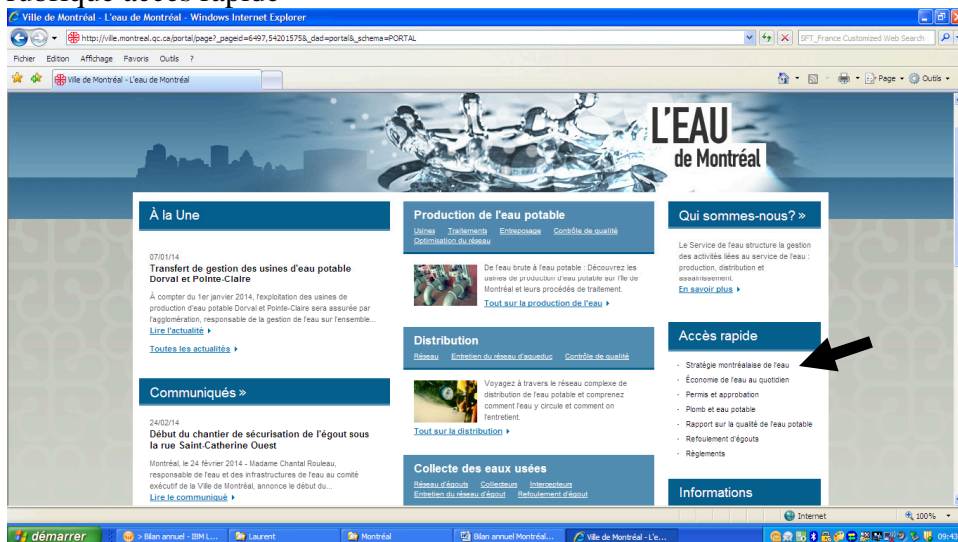 rubrique accès rapide
Ville de Montréal - L'eau de Montréal - Windows Internet Explorer
http://ville.montreal.qc.ca/portal/page?_pageid=6497,54201575&_dad=portal&_schema=PORTAL
SFT_France Customized Web Search
Fichier Edition Affichage Favoris Outils ?
Ville de Montréal - L'eau de Montréal
Page
Outils
L'EAU
de Montréal
À la Une
07/01/14
Transfert de gestion des usines d'eau potable
Dorval et Pointe-Claire
À compter du 1er janvier 2014, l'exploitation des usines de
production d'eau potable Dorval et Pointe-Claire sera assurée par
l'agglomération, responsable de la gestion de l'eau sur l'ensemble...
Lire l'actualité
Toutes les actualités
Communiqués »
24/02/14
Début du chantier de sécurisation de l'égout sous
la rue Saint-Catherine Ouest
Montréal, le 24 février 2014 - Madame Chantal Rouleau,
responsable de l'eau et des infrastructures de l'eau au comité
exécutif de la Ville de Montréal, annonce le début du...
Lire le communiqué
Production de l'eau potable
Usines Traitements Entreposage Contrôle de qualité
Optimisation du réseau
De l'eau brute à l'eau potable : Découvrez les
usines de production d'eau potable sur l'île de
Montréal et leurs procédés de traitement.
Tout sur la production de l'eau
Distribution
Réseau Entretien du réseau d'aqueduc Contrôle de qualité
Voyagez à travers le réseau complexe de
distribution de l'eau potable et comprenez
comment l'eau y circule et comment on
l'entretient.
Tout sur la distribution
Collecte des eaux usées
Réseau d'égouts Collecteurs Intercepteurs
Entretien du réseau d'égout Refoulement d'égout
Qui sommes-nous? »
Le Service de l'eau structure la gestion
des activités liées au service de l'eau :
production, distribution et
assainissement.
En savoir plus
Accès rapide
· Stratégie montréalaise de l'eau
· Économie de l'eau au quotidien
· Permis et approbation
· Plomb et eau potable
· Rapport sur la qualité de l'eau potable
· Refoulement d'égouts
· Règlements
Informations
Internet
100%
démarrer
> Bilan annuel - IBM L...
Laurent
Montréal
Bilan annuel Montréal...
Ville de Montréal - L'e...
09:43